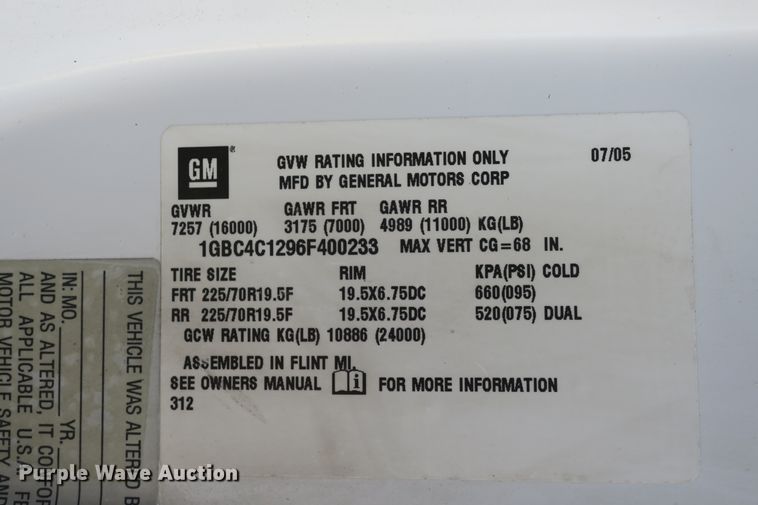 GM
GVW RATING INFORMATION ONLY 07/05
MFD BY GENERAL MOTORS CORP
GVWR GAWR FRT GAWR RR
7257 (16000) 3175 (7000) 4989 (11000) KG(LB)
1GBC4C1296F400233 MAX VERT CG=68 IN.
TIRE SIZE RIM KPA(PSI) COLD
FRT 225/70R19.5F 19.5X6.75DC 660(095)
RR 225/70R19.5F 19.5X6.75DC 520(075) DUAL
GCW RATING KG(LB) 10886 (24000)
ASSEMBLED IN FLINT MI.
SEE OWNERS MANUAL i FOR MORE INFORMATION
312
THIS VEHICLE WAS ALTERED B
IN: MO. YR.
AND AS ALTERED, IT CONFOR
ALL APPLICABLE U.S.A. FE
MOTOR VEHICLE SAFETY AND
Purple Wave Auction